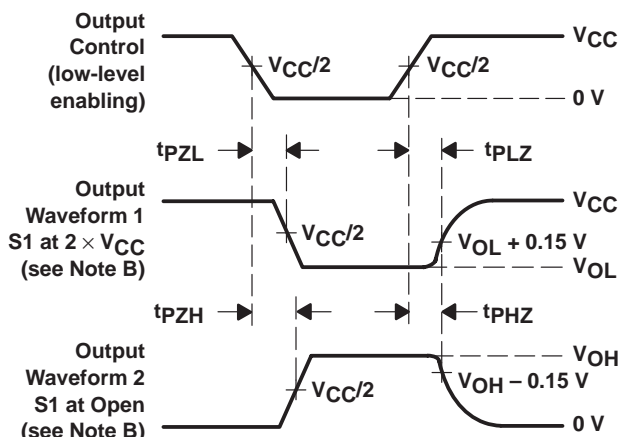 Output
Control
(low-level
enabling)
VCC/2
VCC/2
VCC
0 V
tPZL
tPLZ
Output
Waveform 1
S1 at 2 × VCC
(see Note B)
VCC/2
VCC
VOL + 0.15 V
VOL
tPZH
tPHZ
Output
Waveform 2
S1 at Open
(see Note B)
VCC/2
VOH
VOH − 0.15 V
0 V